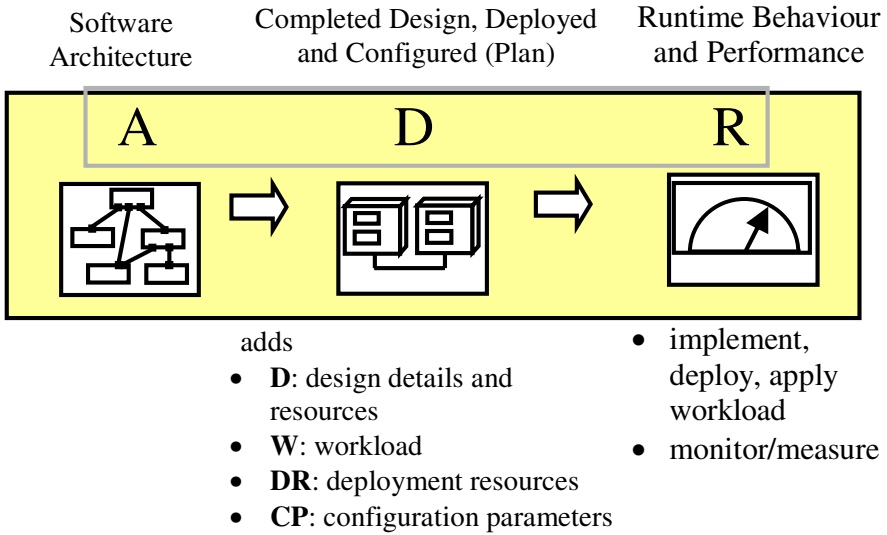 Software
Architecture
Completed Design, Deployed
and Configured (Plan)
Runtime Behaviour
and Performance
A
D
R
adds
• D: design details and
resources
• W: workload
• DR: deployment resources
• CP: configuration parameters
• implement,
deploy, apply
workload
• monitor/measure